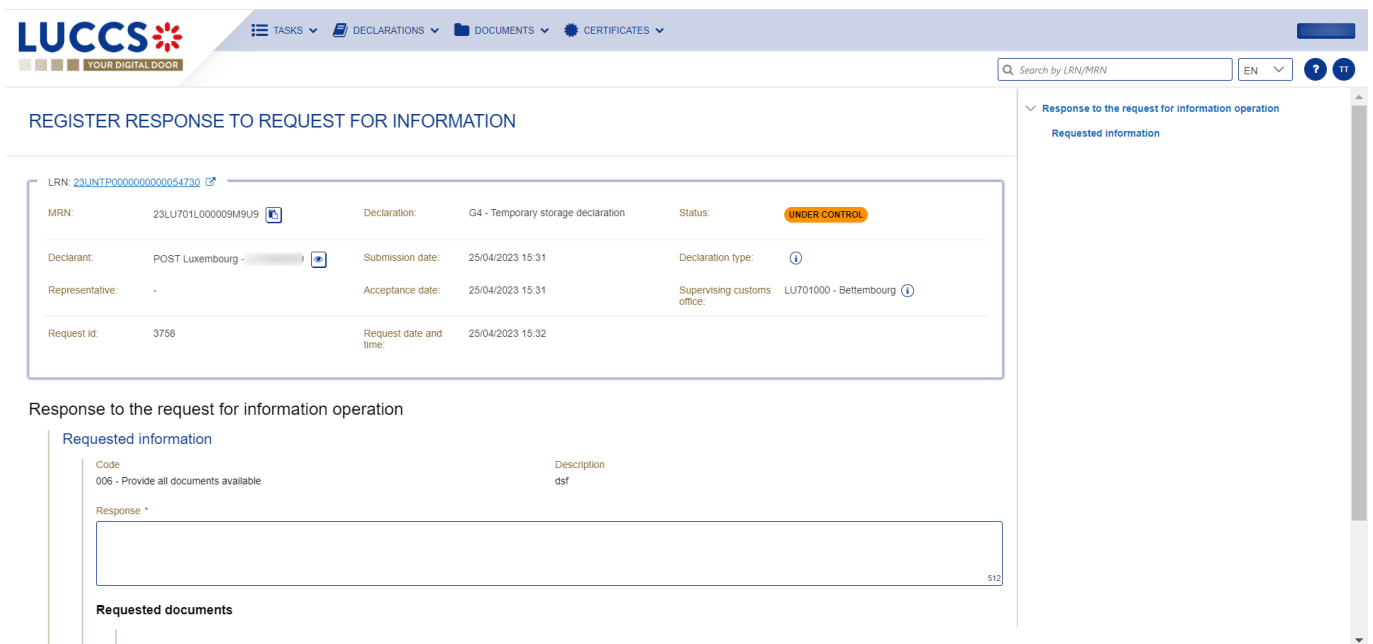 LUCCS
YOUR DIGITAL DOOR
TASKS
DECLARATIONS
DOCUMENTS
CERTIFICATES
Search by LRN/MRN
EN
?
TT
REGISTER RESPONSE TO REQUEST FOR INFORMATION
Response to the request for information operation
Requested information
LRN: 23UNTP0000000000054730
MRN: 23LU701L000009M9U9 Declaration: G4 - Temporary storage declaration Status: UNDER CONTROL
Declarant: POST Luxembourg - Submission date: 25/04/2023 15:31 Declaration type:
Representative: - Acceptance date: 25/04/2023 15:31 Supervising customs office: LU701000 - Bettembourg
Request id: 3758 Request date and time: 25/04/2023 15:32
Response to the request for information operation
Requested information
Code Description
006 - Provide all documents available dsf
Response *
512
Requested documents